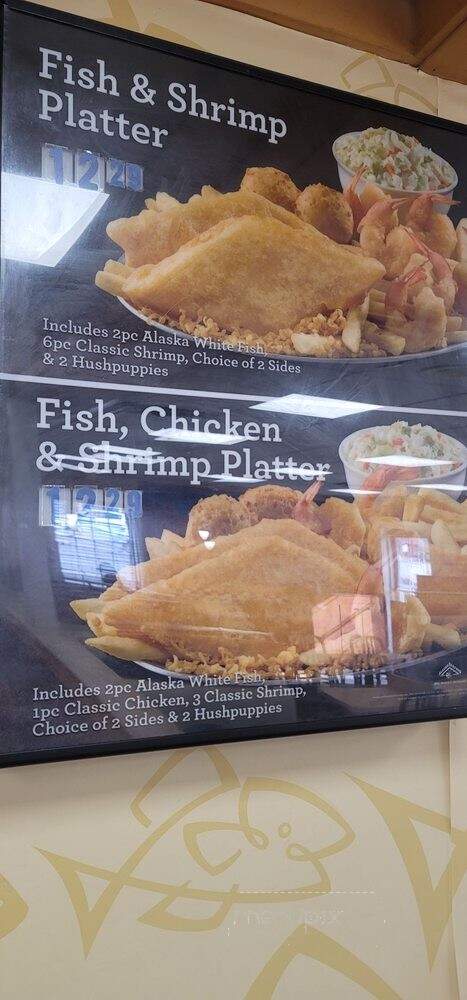 Fish & Shrimp
Platter
12 29
Includes 2pc Alaska White Fish,
6pc Classic Shrimp, Choice of 2 Sides
& 2 Hushpuppies
Fish, Chicken
& Shrimp Platter
12 29
Includes 2pc Alaska White Fish,
1pc Classic Chicken, 3 Classic Shrimp,
Choice of 2 Sides & 2 Hushpuppies